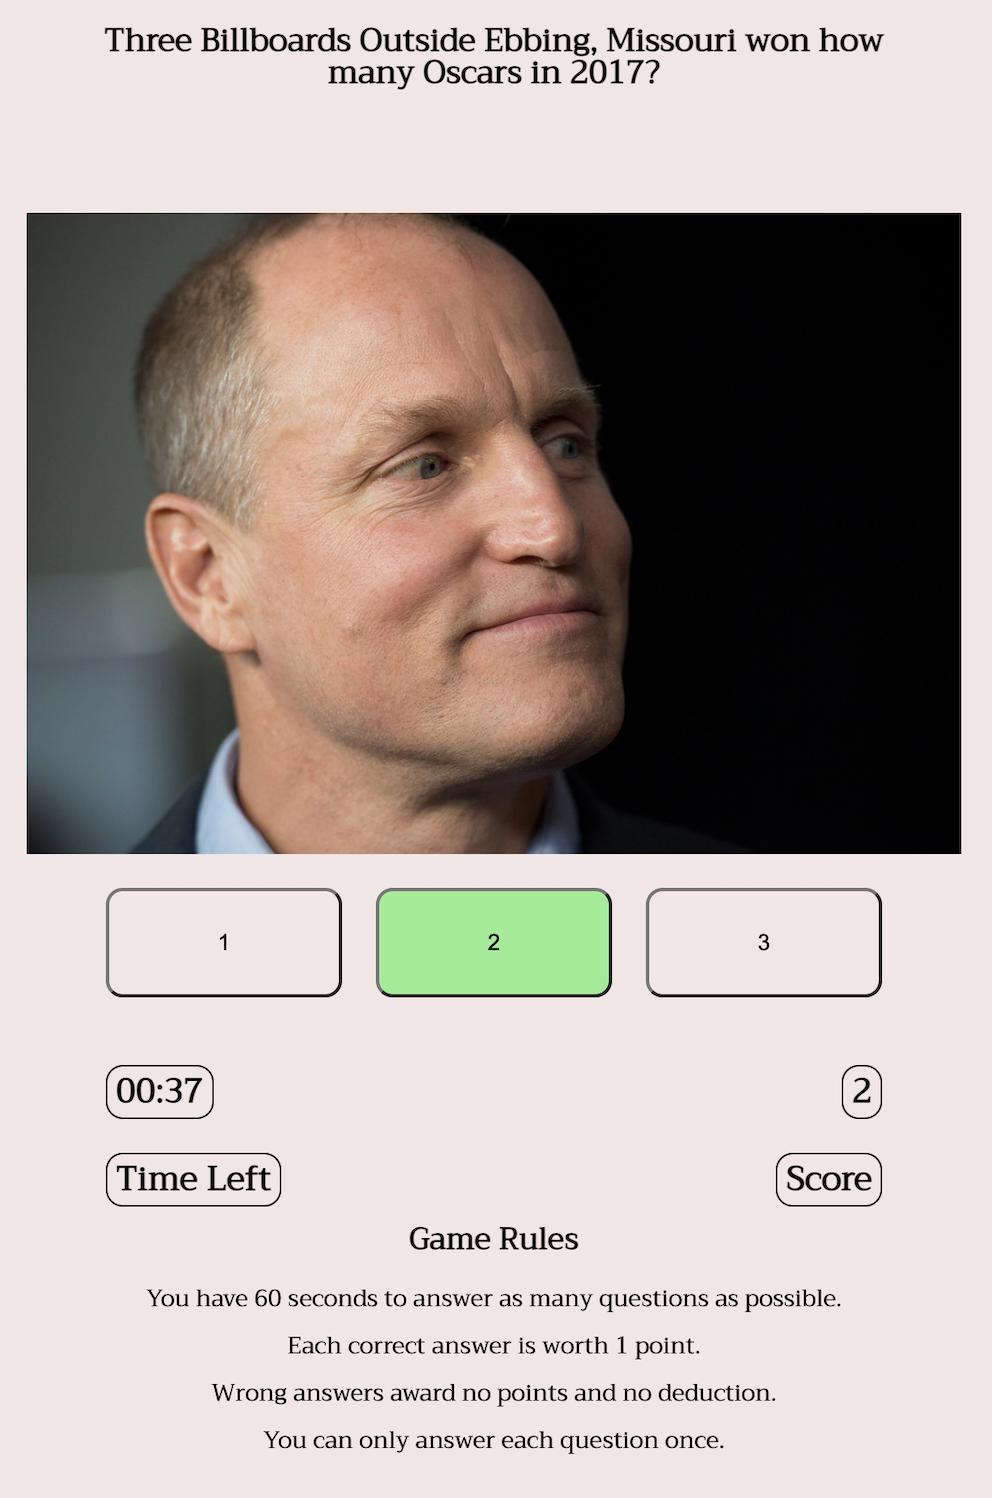 Three Billboards Outside Ebbing, Missouri won how
many Oscars in 2017?
1
2
3
00:37
2
Time Left
Score
Game Rules
You have 60 seconds to answer as many questions as possible.
Each correct answer is worth 1 point.
Wrong answers award no points and no deduction.
You can only answer each question once.